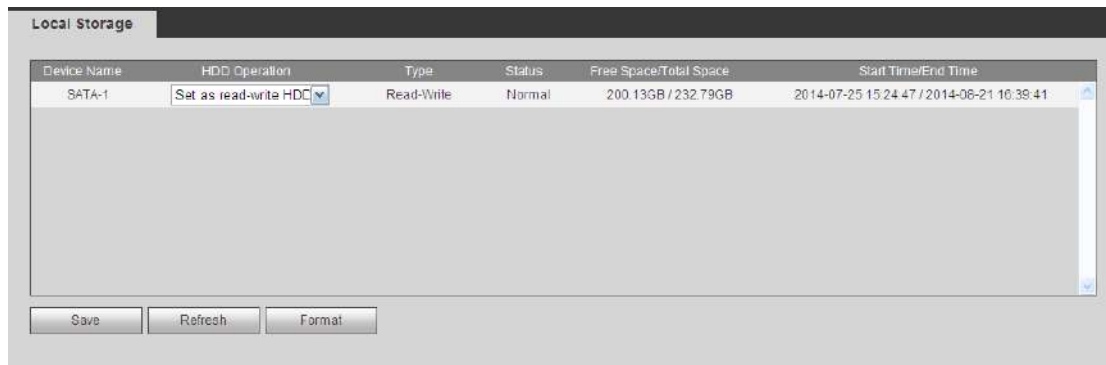 Local Storage
Device Name HDD Operation Type Status Free Space/Total Space Start Time/End Time
SATA-1 Set as read-write HDD Read-Write Normal 200.13GB / 232.79GB 2014-07-25 15:24:47 / 2014-08-21 16:39:41
Save Refresh Format